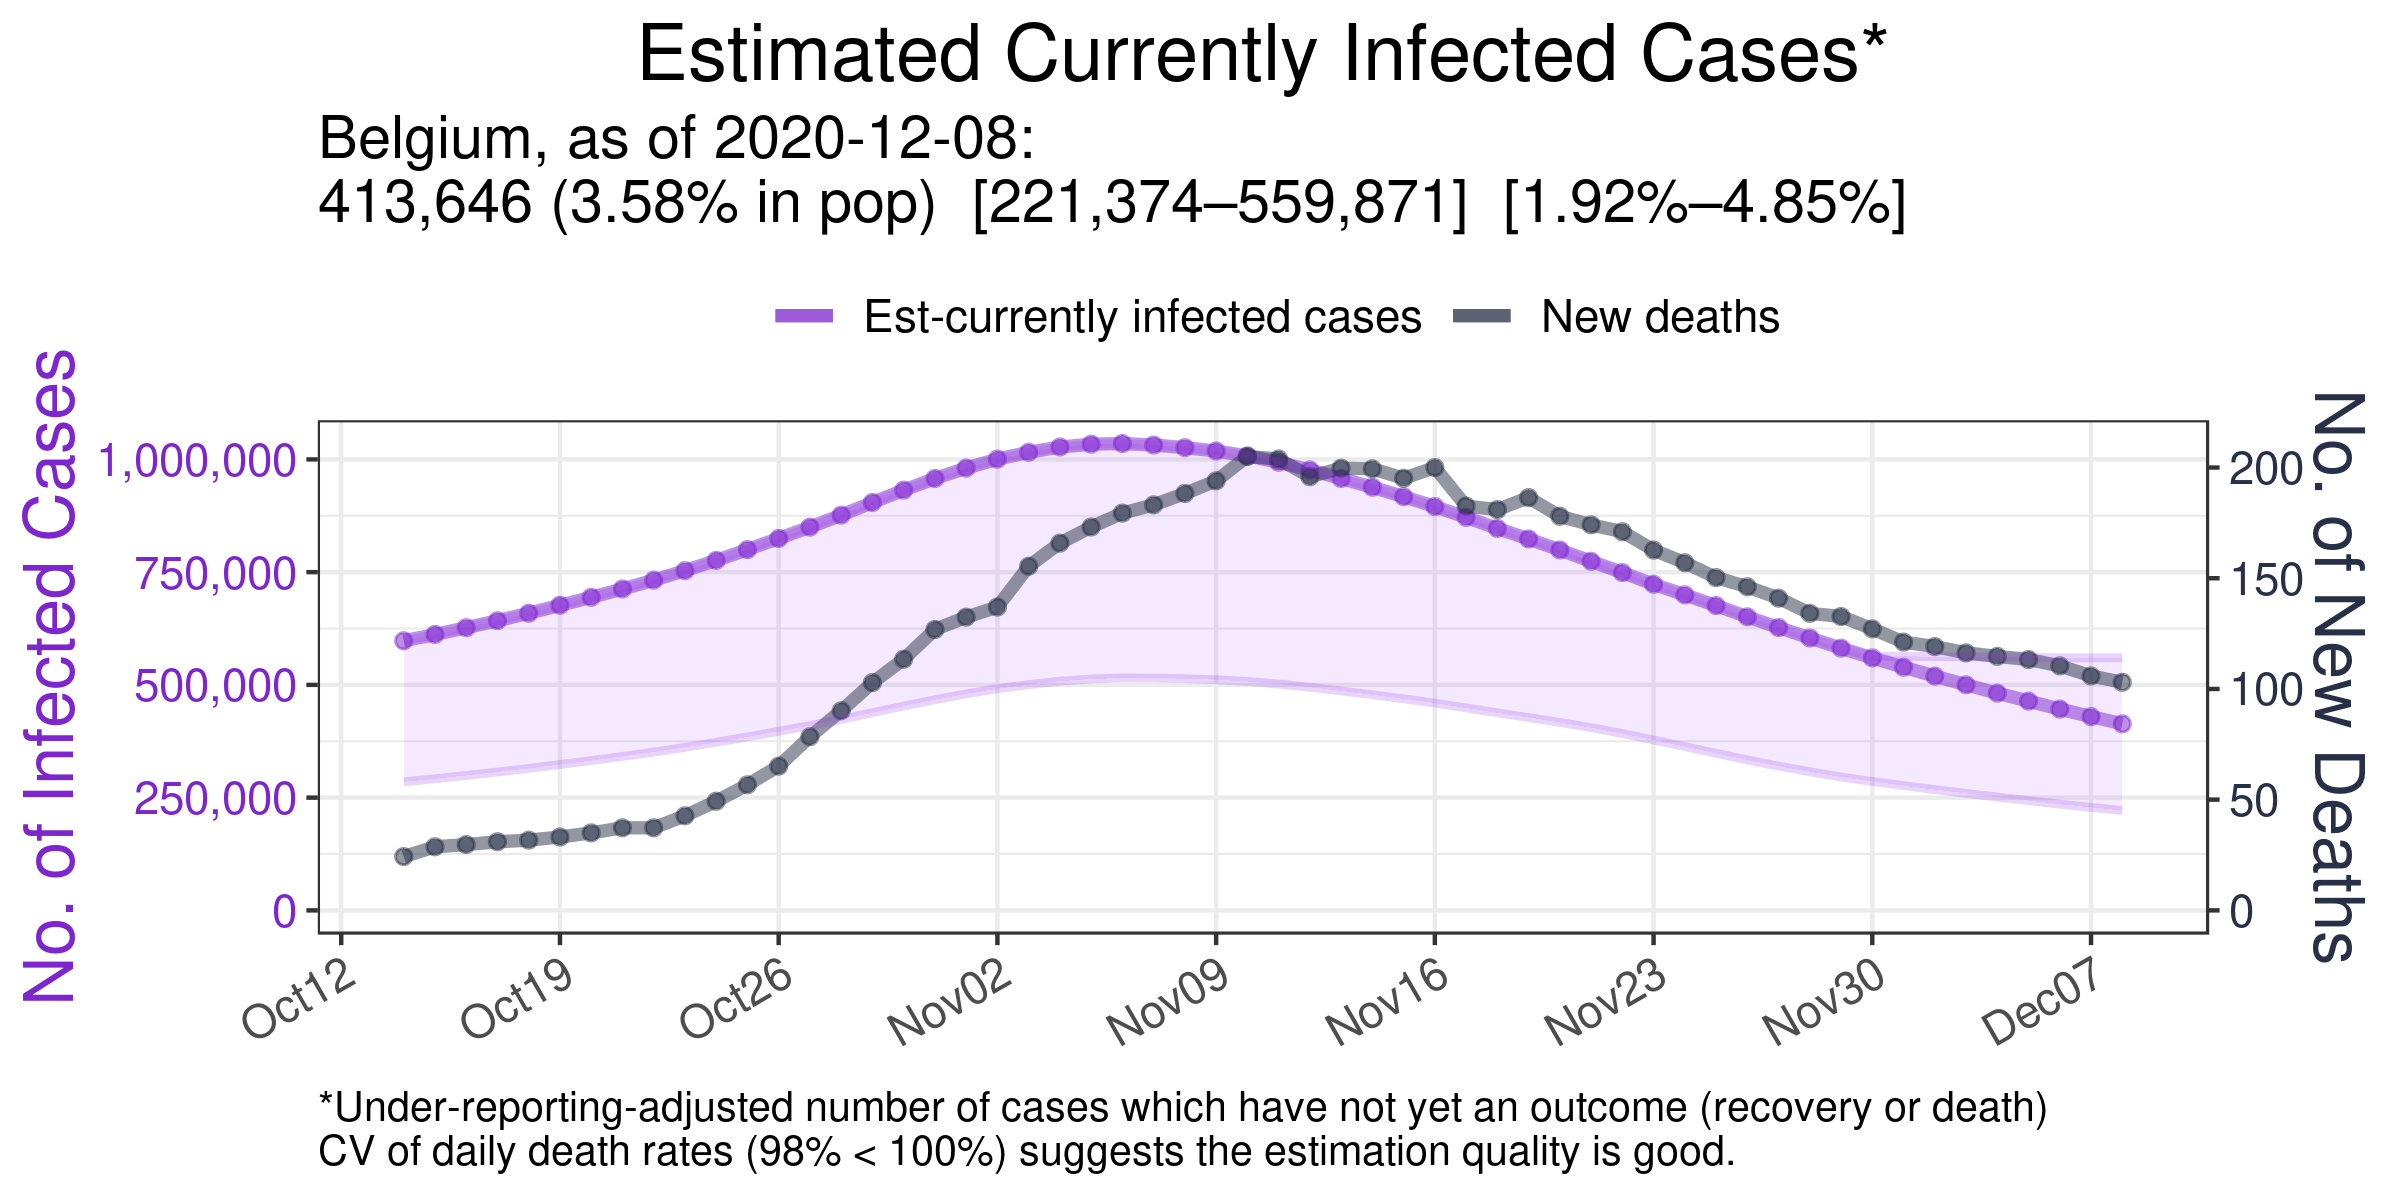 Estimated Currently Infected Cases*
Belgium, as of 2020-12-08:
413,646 (3.58% in pop) [221,374–559,871] [1.92%–4.85%]
Est-currently infected cases
New deaths
No. of Infected Cases
1,000,000
750,000
500,000
250,000
0
No. of New Deaths
200
150
100
50
0
Oct12
Oct19
Oct26
Nov02
Nov09
Nov16
Nov23
Nov30
Dec07
*Under-reporting-adjusted number of cases which have not yet an outcome (recovery or death)
CV of daily death rates (98% < 100%) suggests the estimation quality is good.